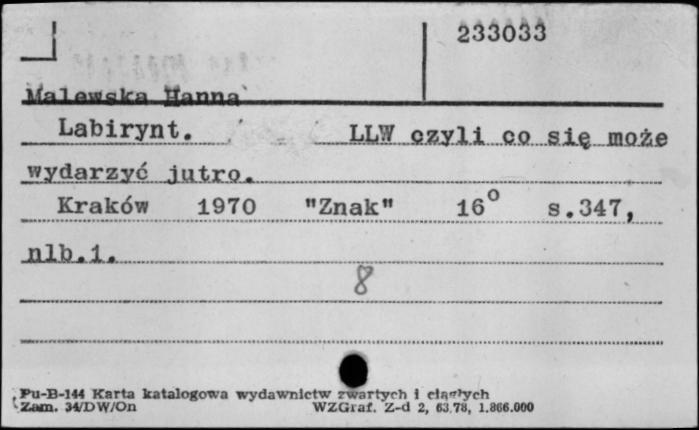 233033
Malewska Hanna
Labirynt. LLW czyli co się może
wydarzyć jutro.
Kraków 1970 "Znak" 16° s.347,
nlb.1.
8
Pu-B-144 Karta katalogowa wydawnictw zwartych i ciągłych
Zam. 34/DW/On WZGraf. Z-d 2, 63,78, 1.866.000